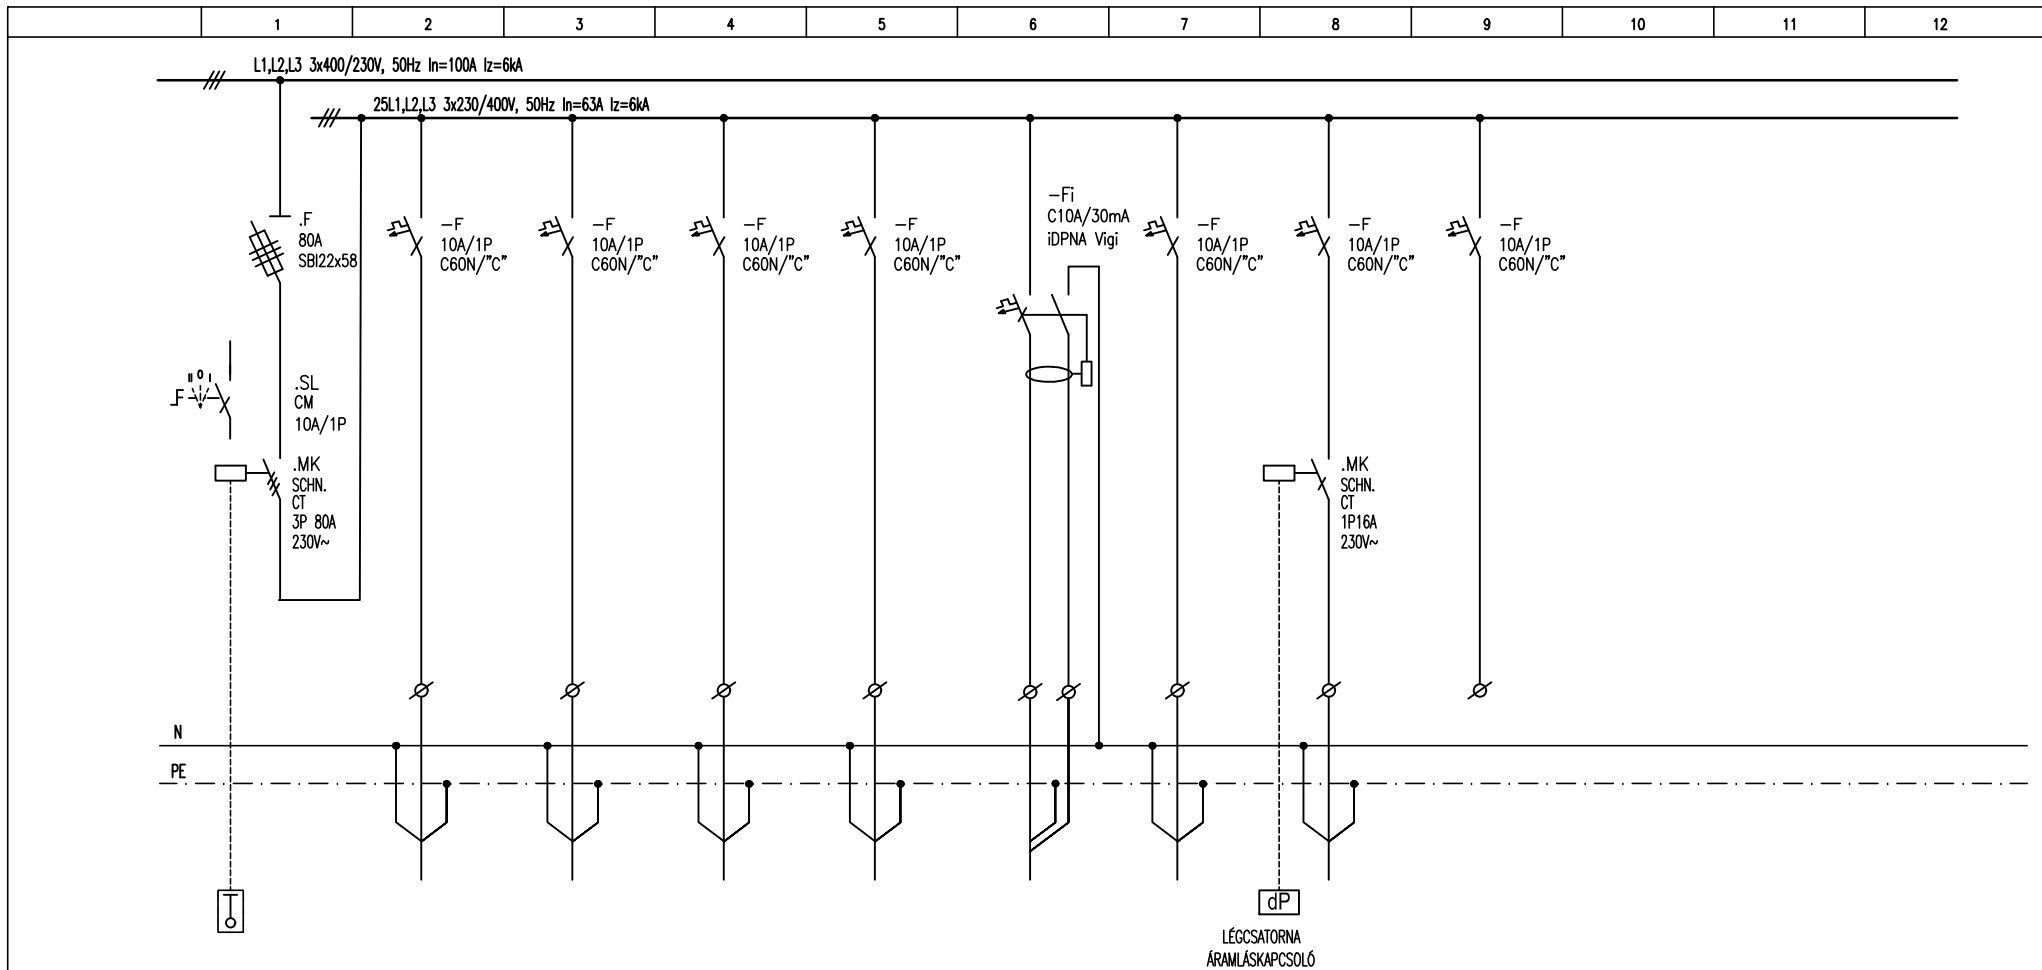 1 2 3 4 5 6 7 8 9 10 11 12
L1,L2,L3 3x400/230V, 50Hz In=100A Iz=6kA
25L1,L2,L3 3x230/400V, 50Hz In=63A Iz=6kA
.F
80A
SBI22x58
-F
10A/1P
C60N/"C"
-F
10A/1P
C60N/"C"
-F
10A/1P
C60N/"C"
-F
10A/1P
C60N/"C"
-Fi
C10A/30mA
iDPNA Vigi
-F
10A/1P
C60N/"C"
-F
10A/1P
C60N/"C"
-F
10A/1P
C60N/"C"
II 0 I
.SL
CM
10A/1P
.MK
SCHN.
CT
3P 80A
230V~
.MK
SCHN.
CT
1P16A
230V~
N
PE
dP
LÉGCSATORNA
ÁRAMLÁSKAPCSOLÓ